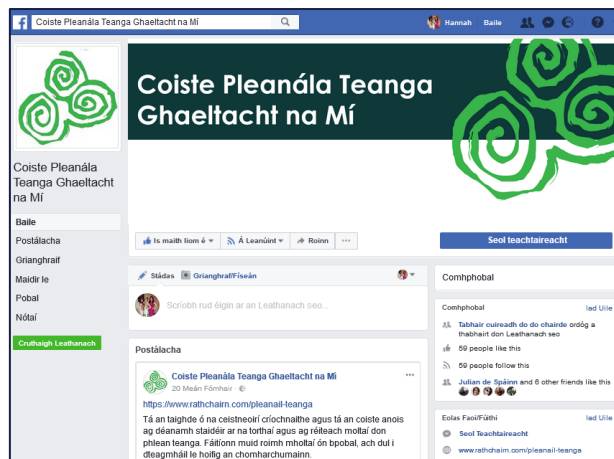 Coiste Pleanála Teanga Ghaeltacht na Mí
Hannah
Baile
Coiste Pleanála Teanga
Ghaeltacht na Mí
Coiste Pleanála
Teanga Ghaeltacht
na Mí
Baile
Postálacha
Grianghraif
Maidir le
Pobal
Nótaí
Cruthaigh Leathanach
Is maith liom é
Á Leanúint
Roinn
Seol teachtaireacht
Stádas
Grianghraf/Físeán
Scríobh rud éigin ar an Leathanach seo...
Postálacha
Coiste Pleanála Teanga Ghaeltacht na Mí
20 Meán Fómhair
https://www.rathchairn.com/pleanail-teanga
Tá an taighde ó na ceistneoirí críochnaithe agus tá an coiste anois
ag déanamh staidéir ar na torthaí agus ag réiteach moltaí don
phlean teanga. Fáitíonn muid roimh mholtaí ón bpobal, ach dul i
dteagmháil le hoifig an chomharchumainn.
Comhphobal
Comhphobal
Iad Uile
Tabhair cuireadh do do chairde ordóg a
thabhairt don Leathanach seo
59 people like this
59 people follow this
Julian de Spáinn and 6 other friends like this
Eolas Faoi/Fúithi
Iad Uile
Seol Teachtaireacht
www.rathchairn.com/pleanail-teanga